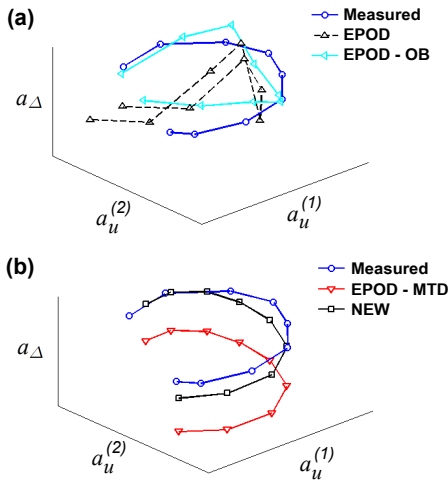 (a)
Measured
EPOD
EPOD - OB
a_Δ
a_u^(2)
a_u^(1)
(b)
Measured
EPOD - MTD
NEW
a_Δ
a_u^(2)
a_u^(1)